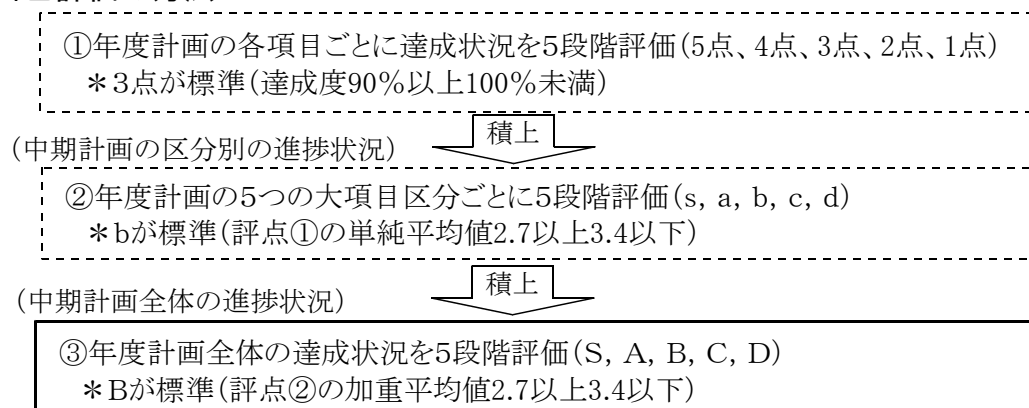 ①年度計画の各項目ごとに達成状況を5段階評価(5点、4点、3点、2点、1点)
＊3点が標準(達成度90%以上100%未満)
積上
(中期計画の区分別の進捗状況)
②年度計画の5つの大項目区分ごとに5段階評価(s, a, b, c, d)
＊bが標準(評点①の単純平均値2.7以上3.4以下)
積上
(中期計画全体の進捗状況)
③年度計画全体の達成状況を5段階評価(S, A, B, C, D)
＊Bが標準(評点②の加重平均値2.7以上3.4以下)